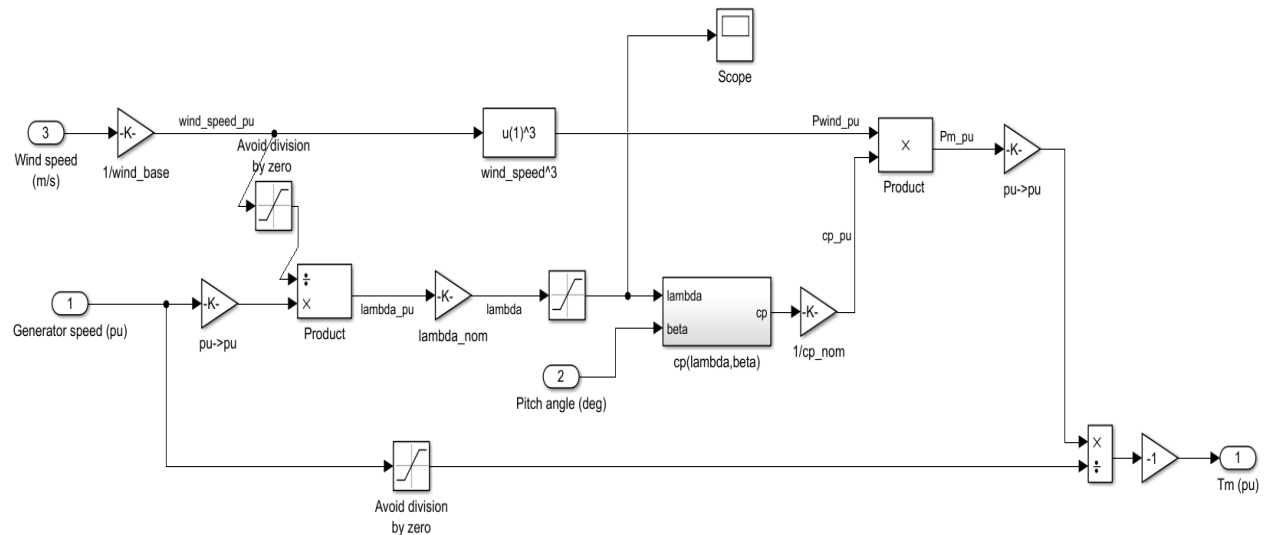 Scope
wind_speed_pu
u(1)^3
Pwind_pu
3
-K-
Wind speed
(m/s)
1/wind_base
Avoid division
by zero
wind_speed^3
X
Product
Pm_pu
-K-
pu->pu
cp_pu
1
Generator speed (pu)
-K-
pu->pu
÷
X
Product
lambda_pu
-K-
lambda_nom
lambda
lambda
beta
cp
cp(lambda,beta)
-K-
1/cp_nom
2
Pitch angle (deg)
Avoid division
by zero
X
÷
-1
1
Tm (pu)